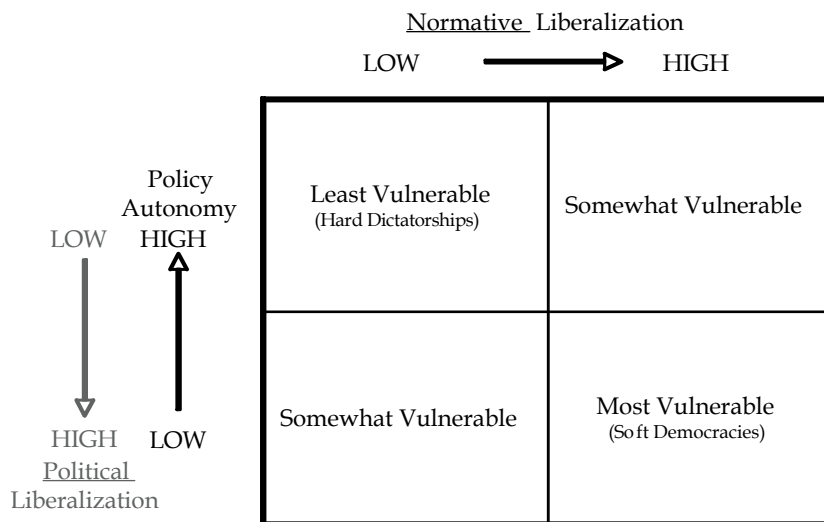 Normative Liberalization
LOW HIGH
Policy
Autonomy
LOW HIGH
Least Vulnerable
(Hard Dictatorships)
Somewhat Vulnerable
Somewhat Vulnerable
Most Vulnerable
(Soft Democracies)
HIGH LOW
Political
Liberalization